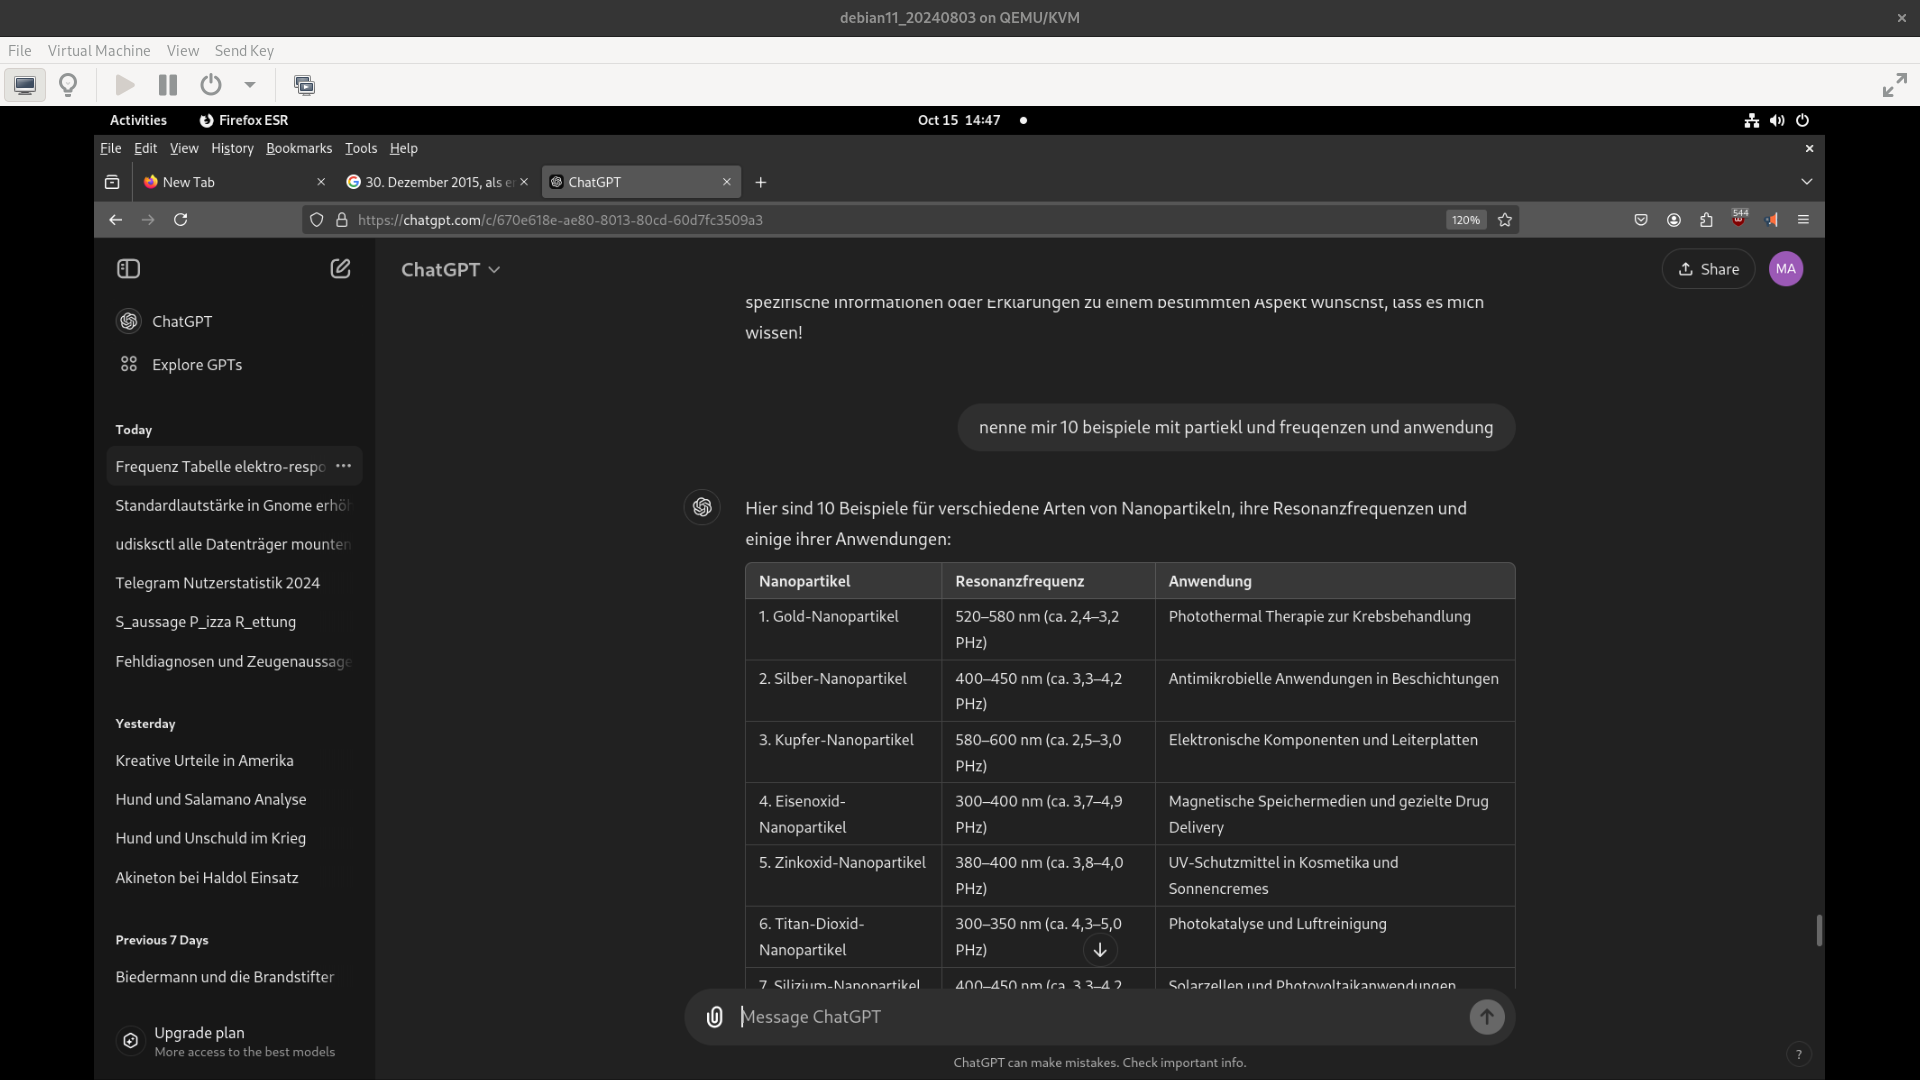 debian11_20240803 on QEMU/KVM
File Virtual Machine View Send Key
Activities Firefox ESR Oct 15 14:47
File Edit View History Bookmarks Tools Help
New Tab 30. Dezember 2015, als er ChatGPT
https://chatgpt.com/c/670e618e-ae80-8013-80cd-60d7fc3509a3 120% 544
ChatGPT Share MA
ChatGPT
Explore GPTs
Today
Frequenz Tabelle elektro-respo
Standardlautstärke in Gnome erhöh
udisksctl alle Datenträger mounten
Telegram Nutzerstatistik 2024
S_aussage P_izza R_ettung
Fehldiagnosen und Zeugenaussage
Yesterday
Kreative Urteile in Amerika
Hund und Salamano Analyse
Hund und Unschuld im Krieg
Akineton bei Haldol Einsatz
Previous 7 Days
Biedermann und die Brandstifter
Upgrade plan
More access to the best models
spezifische Informationen oder Erklärungen zu einem bestimmten Aspekt wünschst, lass es mich
wissen!
nenne mir 10 beispiele mit partiekl und freuqenzen und anwendung
Hier sind 10 Beispiele für verschiedene Arten von Nanopartikeln, ihre Resonanzfrequenzen und
einige ihrer Anwendungen:
Nanopartikel Resonanzfrequenz Anwendung
1. Gold-Nanopartikel 520–580 nm (ca. 2,4–3,2 Photothermal Therapie zur Krebsbehandlung
PHz)
2. Silber-Nanopartikel 400–450 nm (ca. 3,3–4,2 Antimikrobielle Anwendungen in Beschichtungen
PHz)
3. Kupfer-Nanopartikel 580–600 nm (ca. 2,5–3,0 Elektronische Komponenten und Leiterplatten
PHz)
4. Eisenoxid- 300–400 nm (ca. 3,7–4,9 Magnetische Speichermedien und gezielte Drug
Nanopartikel PHz) Delivery
5. Zinkoxid-Nanopartikel 380–400 nm (ca. 3,8–4,0 UV-Schutzmittel in Kosmetika und
PHz) Sonnencremes
6. Titan-Dioxid- 300–350 nm (ca. 4,3–5,0 Photokatalyse und Luftreinigung
Nanopartikel PHz)
7. Silizium-Nanopartikel 400–450 nm (ca. 3,3–4,2 Solarzellen und Photovoltaikanwendungen
Message ChatGPT
ChatGPT can make mistakes. Check important info.
?